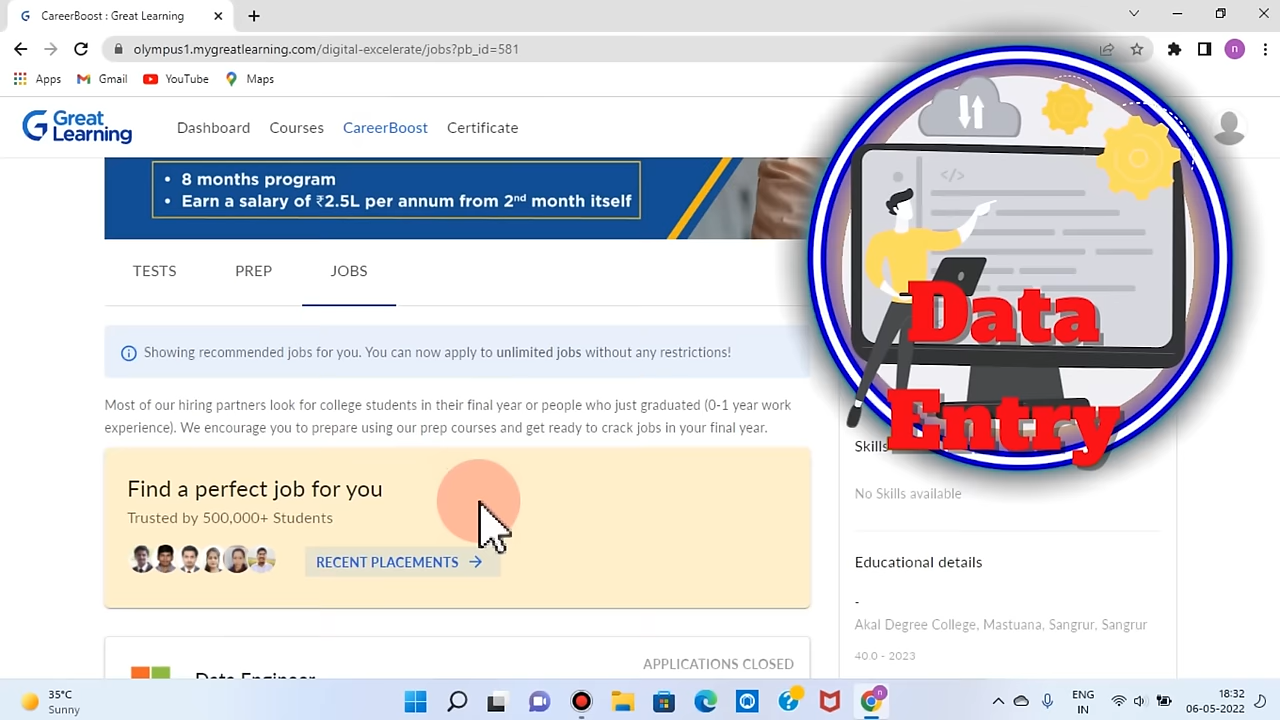 CareerBoost : Great Learning
olympus1.mygreatlearning.com/digital-excelerate/jobs?pb_id=581
n
Apps Gmail YouTube Maps
Great
Learning
Dashboard Courses CareerBoost Certificate
• 8 months program
• Earn a salary of ₹2.5L per annum from 2nd month itself
</>
TESTS PREP JOBS
Data
Entry
Showing recommended jobs for you. You can now apply to unlimited jobs without any restrictions!
Most of our hiring partners look for college students in their final year or people who just graduated (0-1 year work
experience). We encourage you to prepare using our prep courses and get ready to crack jobs in your final year.
Find a perfect job for you
Trusted by 500,000+ Students
RECENT PLACEMENTS →
APPLICATIONS CLOSED
Data Engineer
Skills
No Skills available
Educational details
-
Akal Degree College, Mastuana, Sangrur, Sangrur
40.0 - 2023
35°C
Sunny
ENG
IN
18:32
06-05-2022